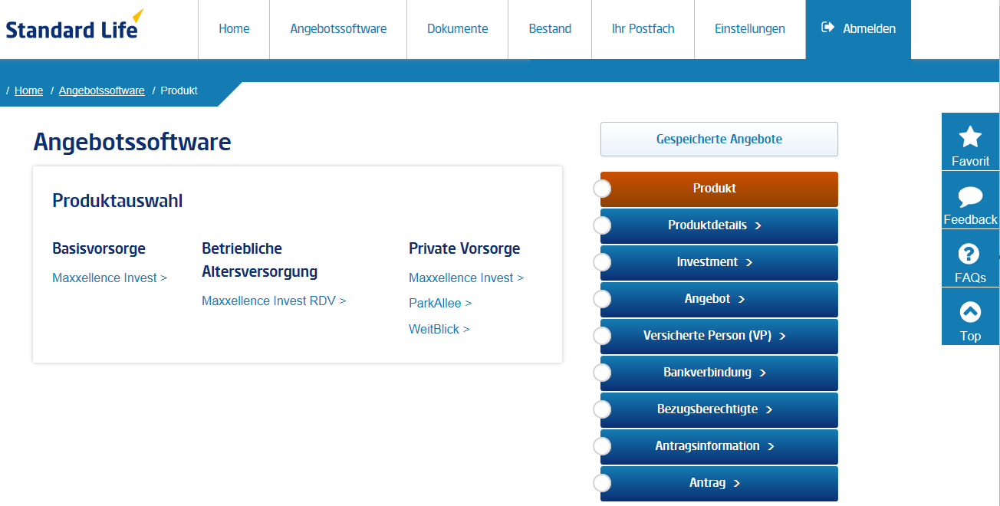 Standard Life
Home
Angebotssoftware
Dokumente
Bestand
Ihr Postfach
Einstellungen
Abmelden
/ Home / Angebotssoftware / Produkt
Angebotssoftware
Produktauswahl
Basisvorsorge
Maxxellence Invest >
Betriebliche
Altersversorgung
Maxxellence Invest RDV >
Private Vorsorge
Maxxellence Invest >
ParkAllee >
WeitBlick >
Gespeicherte Angebote
Produkt
Produktdetails >
Investment >
Angebot >
Versicherte Person (VP) >
Bankverbindung >
Bezugsberechtigte >
Antragsinformation >
Antrag >
Favorit
Feedback
?
FAQs
Top